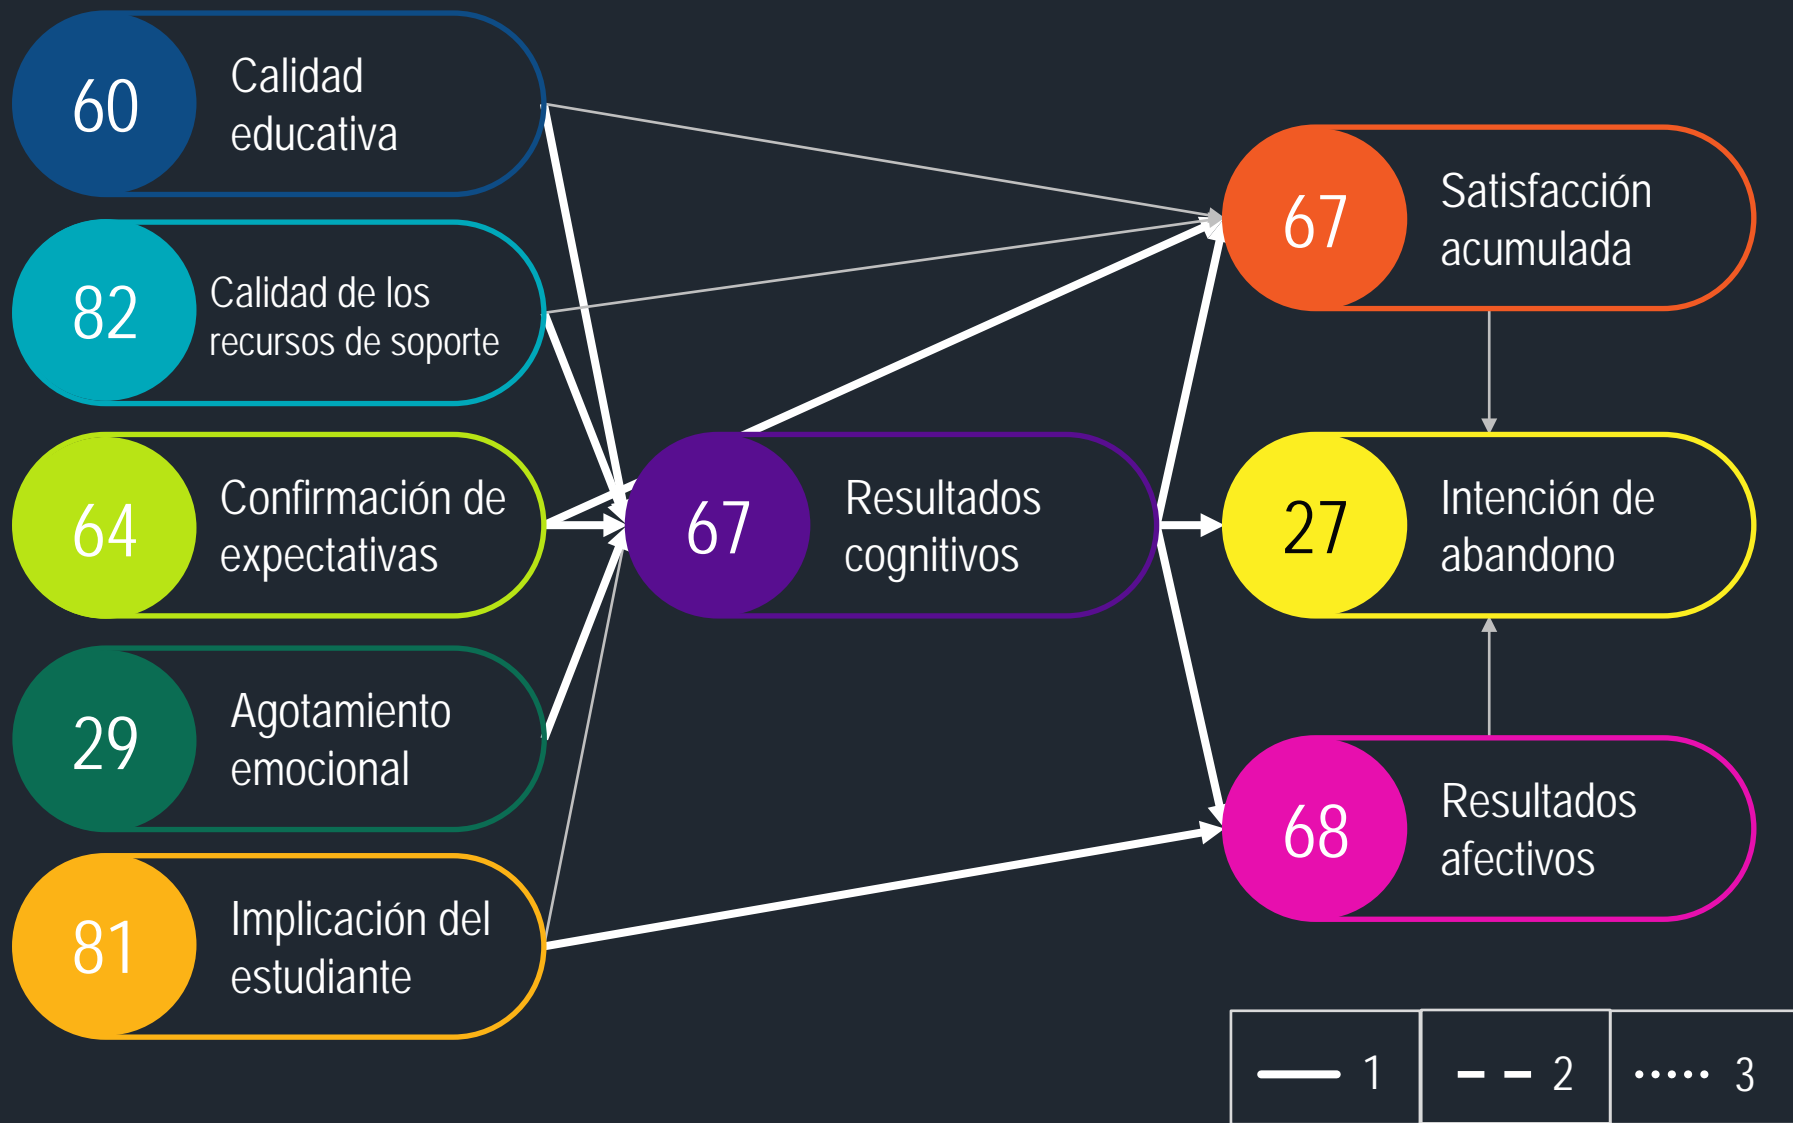 60
Calidad
educativa
82
Calidad de los
recursos de soporte
64
Confirmación de
expectativas
29
Agotamiento
emocional
81
Implicación del
estudiante
67
Resultados
cognitivos
67
Satisfacción
acumulada
27
Intención de
abandono
68
Resultados
afectivos
1
2
3